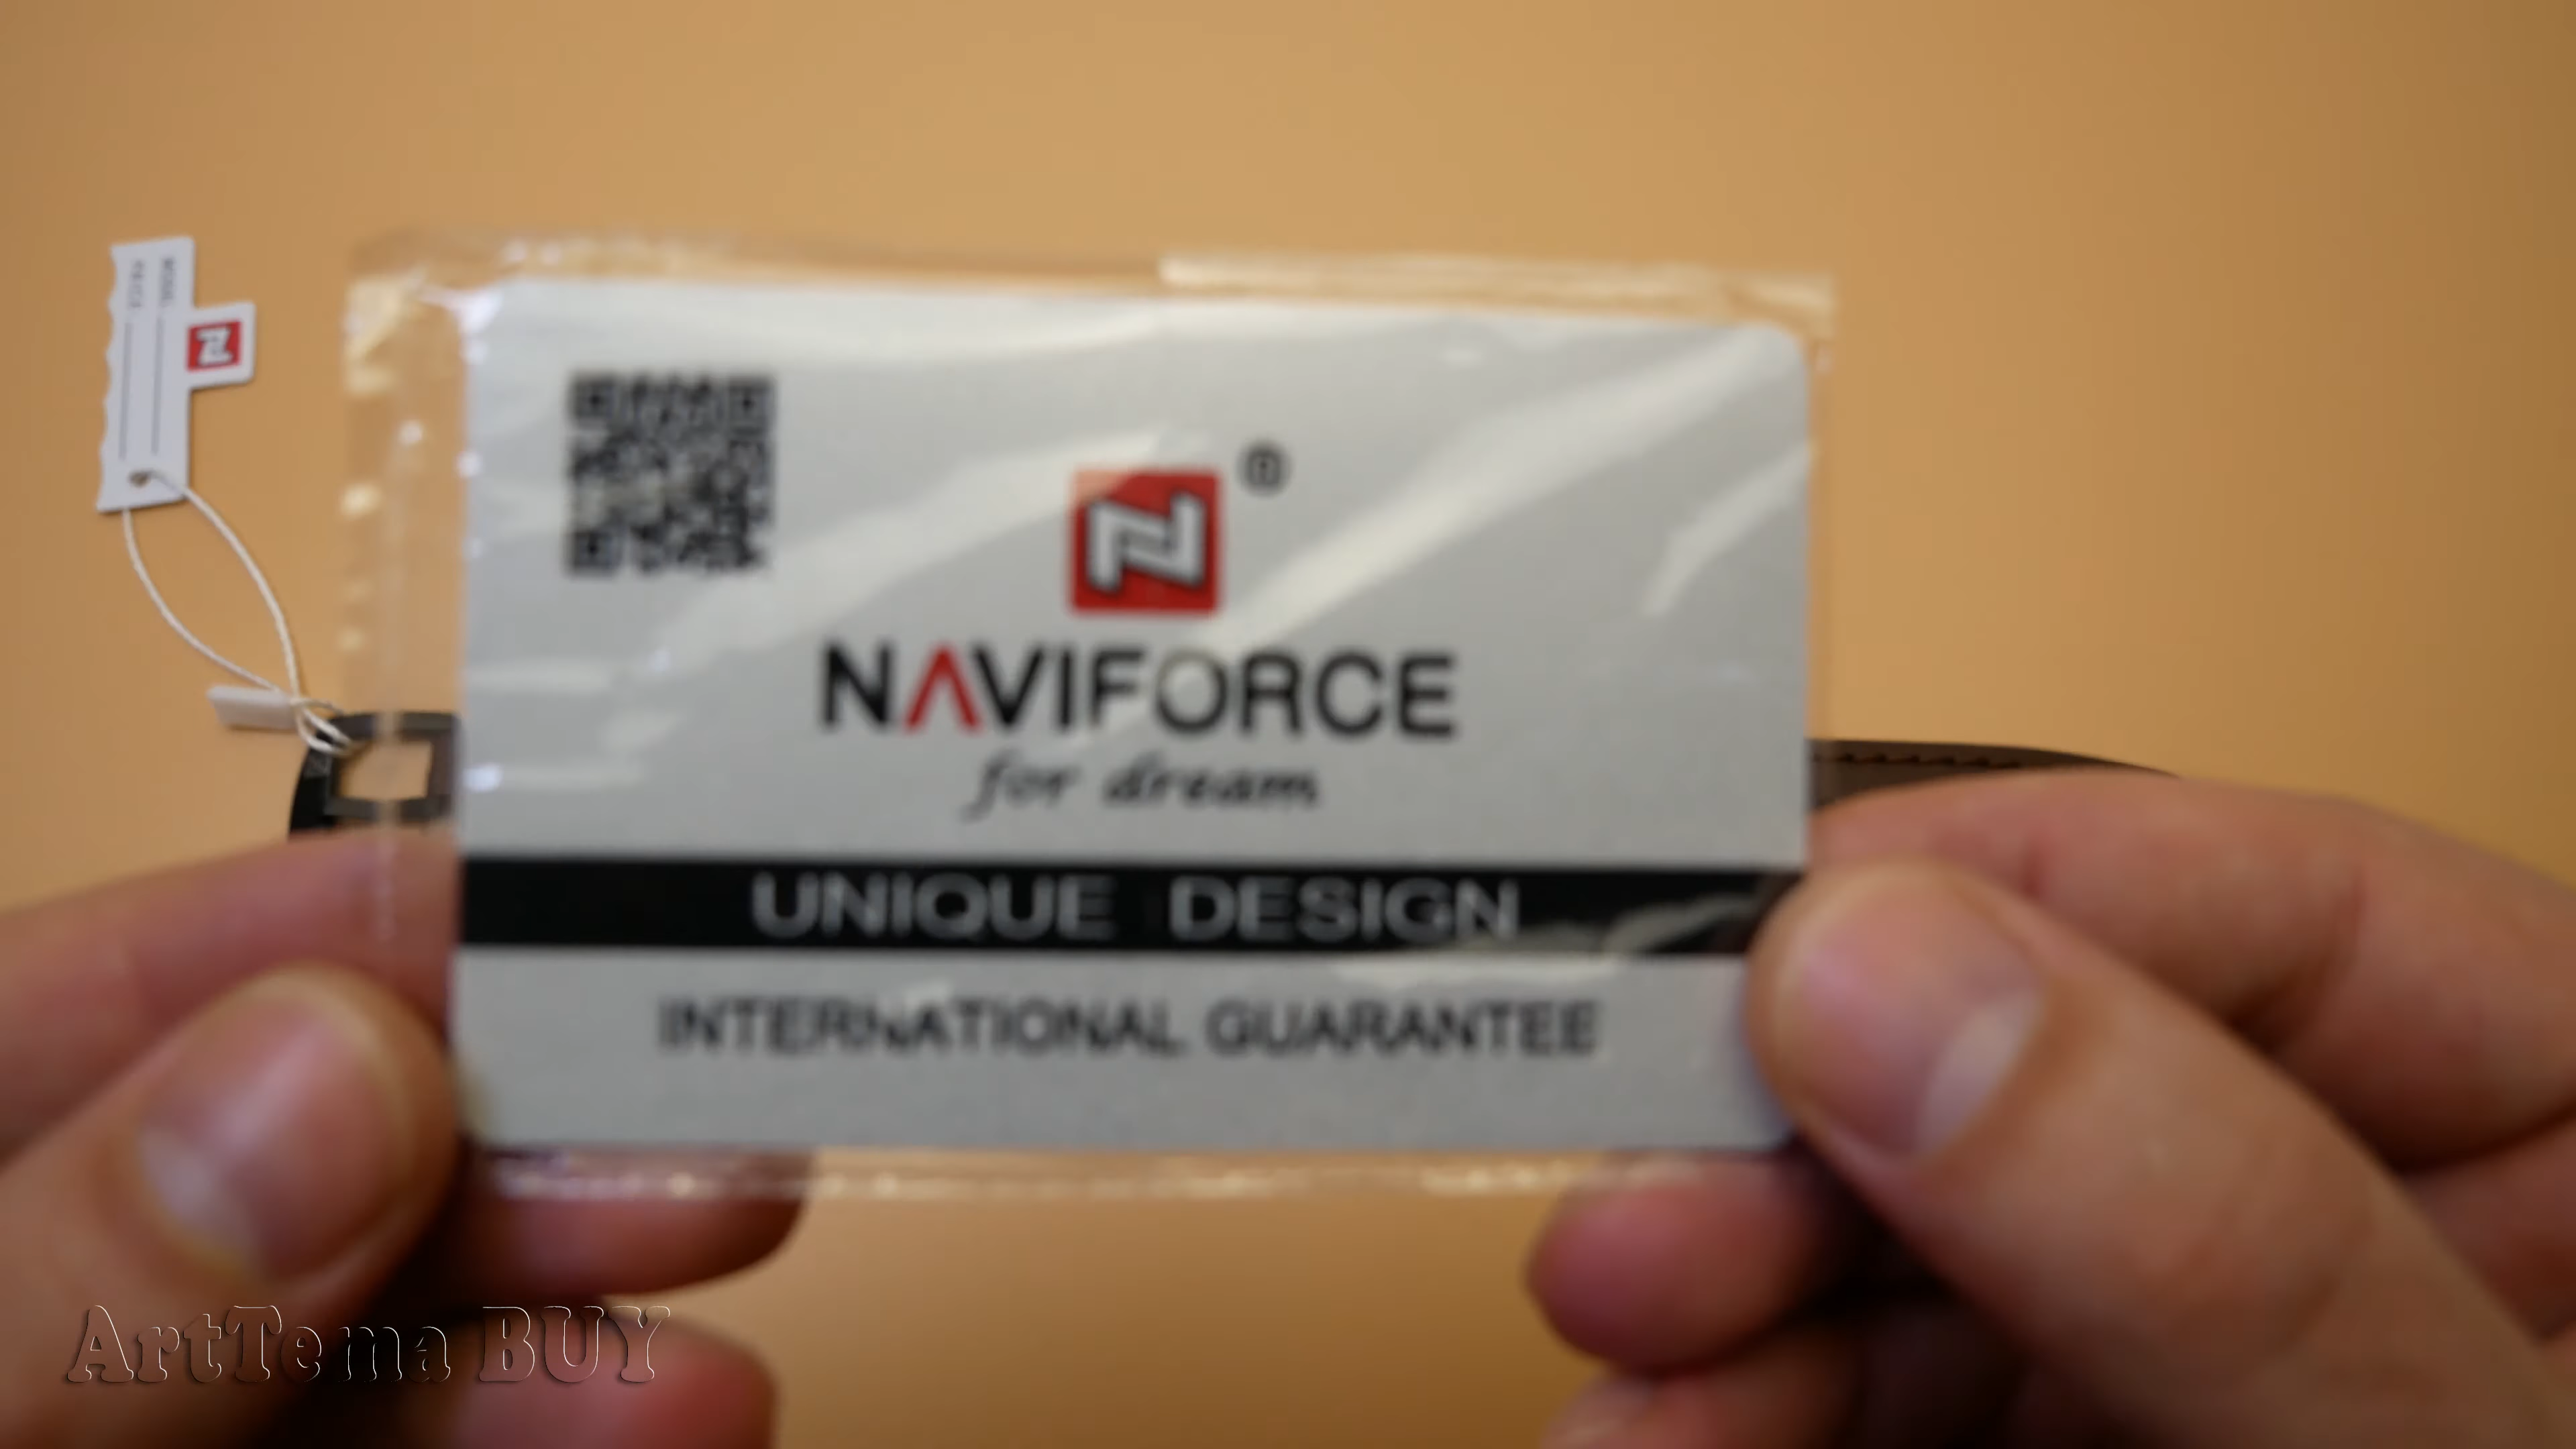 ®
NAVIFORCE
for dream
UNIQUE DESIGN
INTERNATIONAL GUARANTEE
ArtTema BUY